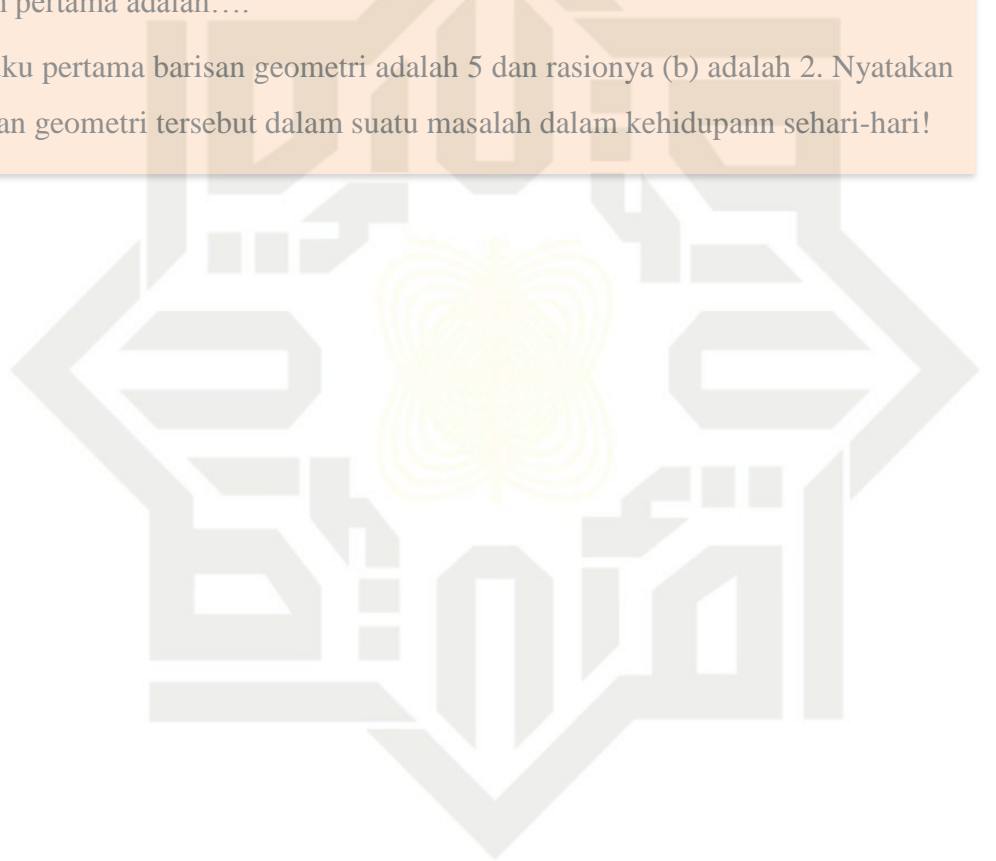 pertama adalah….
ku pertama barisan geometri adalah 5 dan rasionya (b) adalah 2. Nyatakan
an geometri tersebut dalam suatu masalah dalam kehidupann sehari-hari!